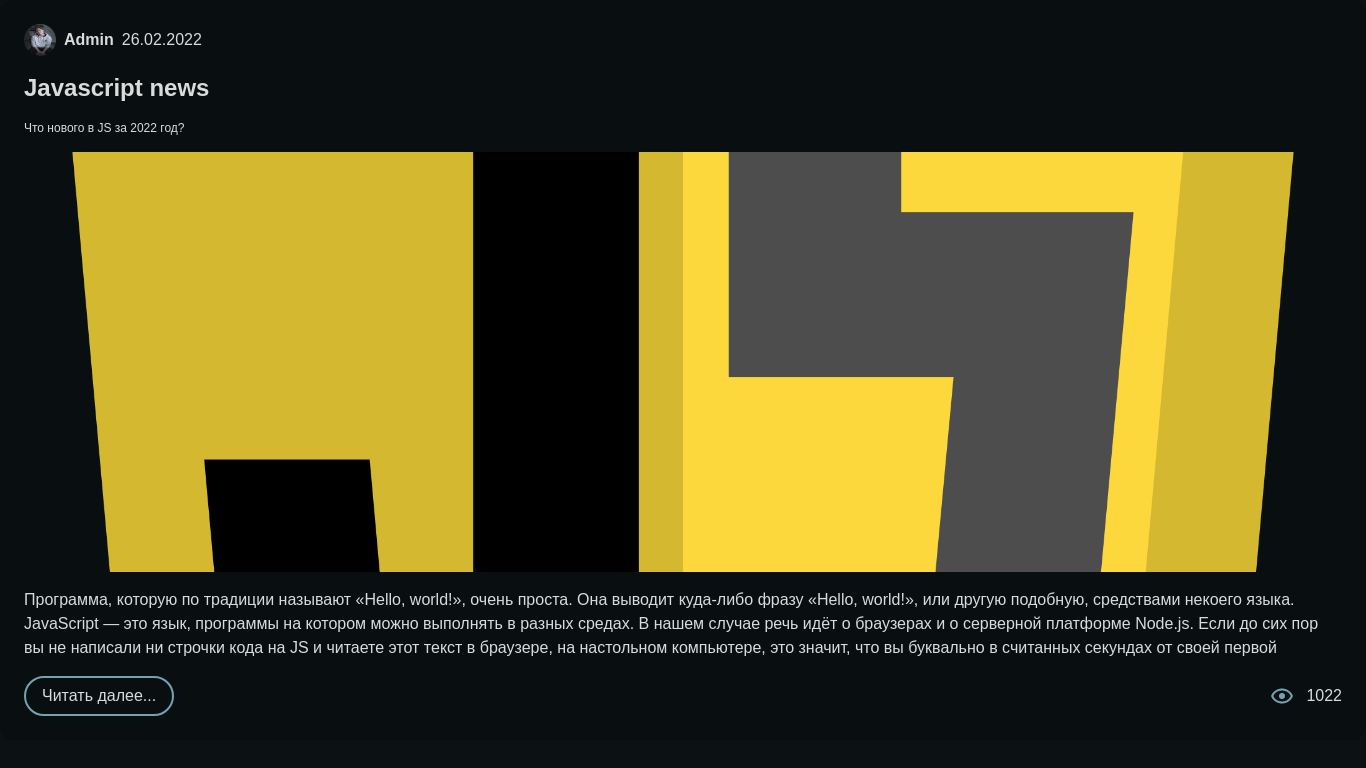 Admin 26.02.2022
Javascript news
Что нового в JS за 2022 год?
Программа, которую по традиции называют «Hello, world!», очень проста. Она выводит куда-либо фразу «Hello, world!», или другую подобную, средствами некоего языка.
JavaScript — это язык, программы на котором можно выполнять в разных средах. В нашем случае речь идёт о браузерах и о серверной платформе Node.js. Если до сих пор
вы не написали ни строчки кода на JS и читаете этот текст в браузере, на настольном компьютере, это значит, что вы буквально в считанных секундах от своей первой
Читать далее... 1022